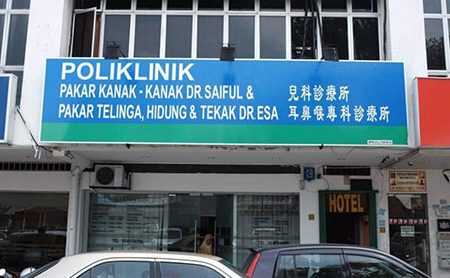 POLIKLINIK
PAKAR KANAK - KANAK DR.SAIFUL &
PAKAR TELINGA, HIDUNG & TEKAK DR.ESA
兒科診療所
耳鼻喉專科診療所
HOTEL